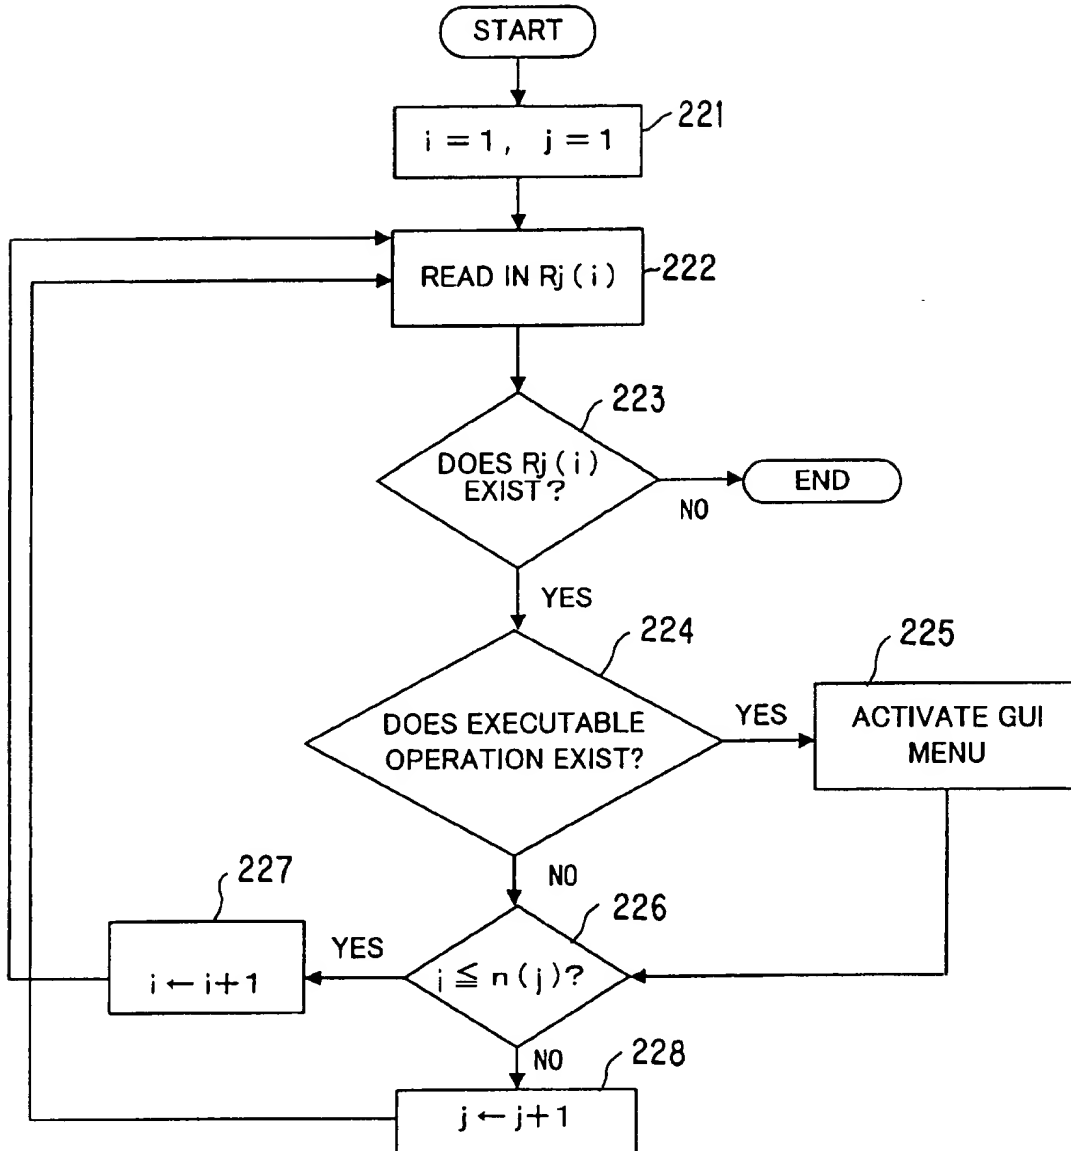 START
221
i = 1, j = 1
222
READ IN Rj(i)
223
DOES Rj(i)
EXIST?
NO
END
YES
224
DOES EXECUTABLE
OPERATION EXIST?
YES
225
ACTIVATE GUI
MENU
NO
226
i ≦ n(j)?
YES
227
i ← i+1
NO
228
j ← j+1